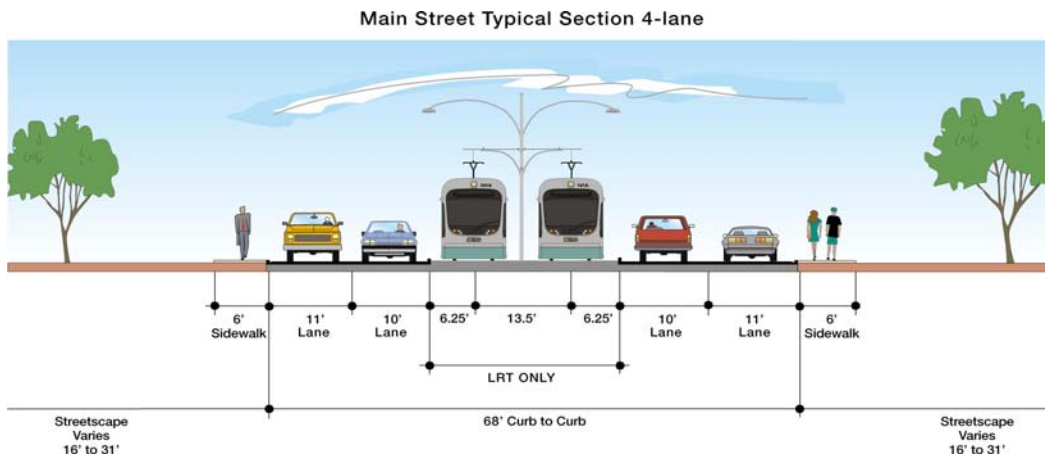 Main Street Typical Section 4-lane
6'
Sidewalk
11'
Lane
10'
Lane
6.25'
13.5'
6.25'
10'
Lane
11'
Lane
6'
Sidewalk
LRT ONLY
68' Curb to Curb
Streetscape
Varies
16' to 31'
Streetscape
Varies
16' to 31'